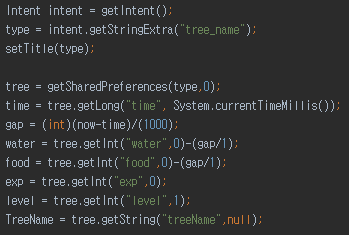 Intent intent = getIntent();
type = intent.getStringExtra("tree_name");
setTitle(type);
tree = getSharedPreferences(type,0);
time = tree.getLong("time", System.currentTimeMillis());
gap = (int)(now-time)/(1000);
water = tree.getInt("water",0)-(gap/1);
food = tree.getInt("food",0)-(gap/1);
exp = tree.getInt("exp",0);
level = tree.getInt("level",1);
TreeName = tree.getString("treeName",null);